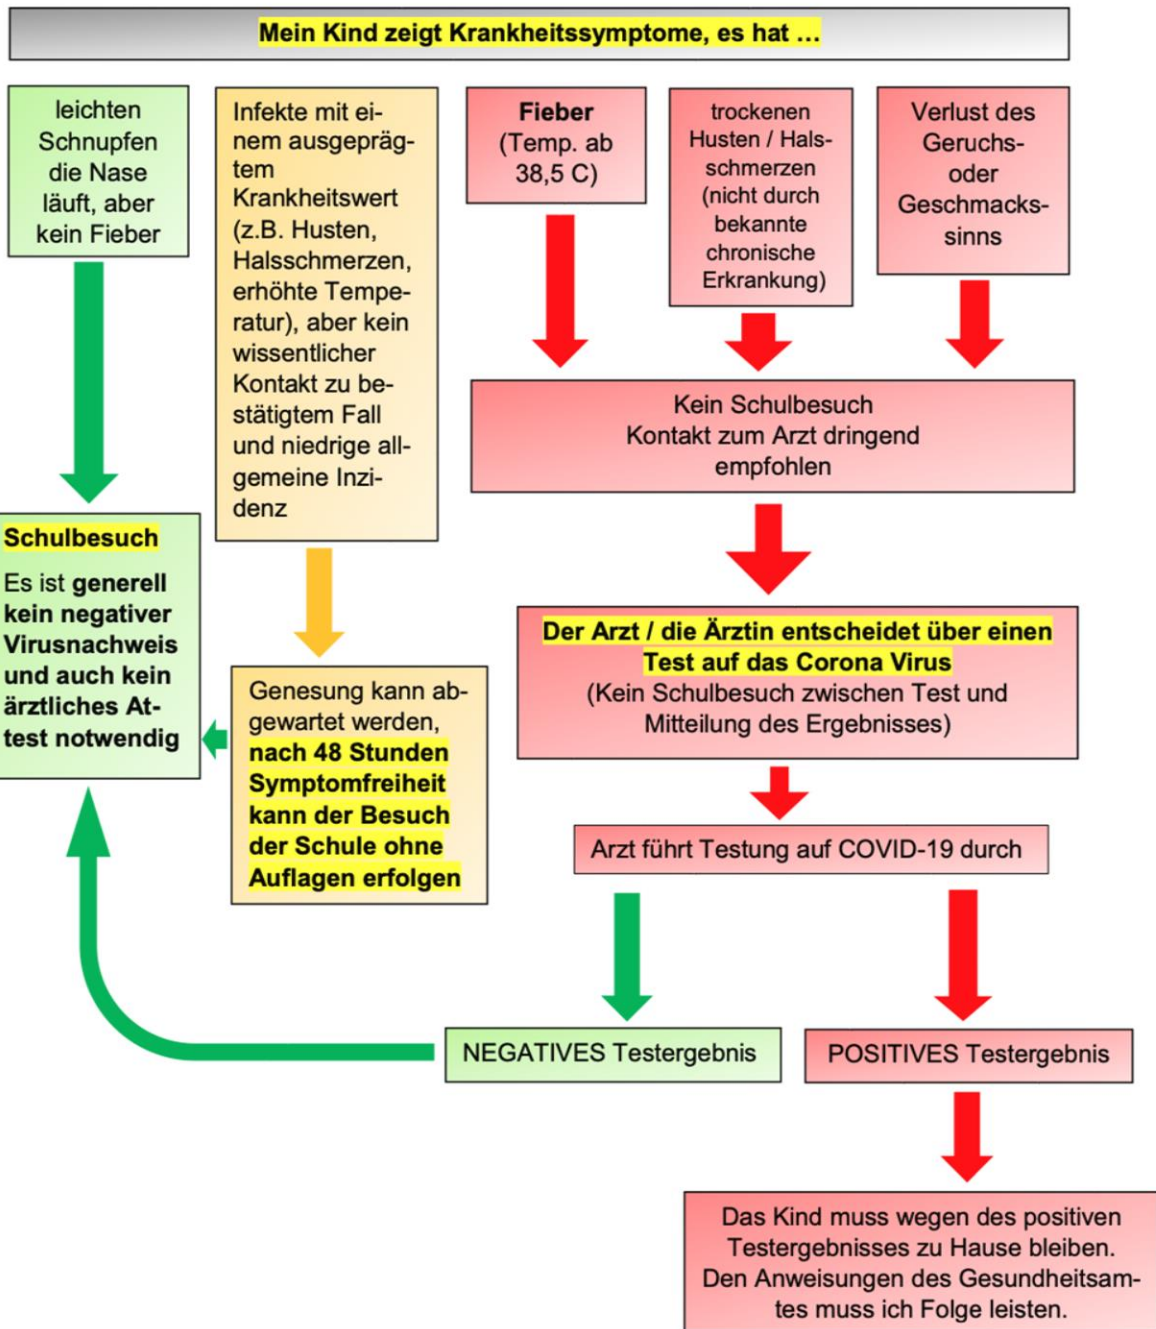 Mein Kind zeigt Krankheitssymptome, es hat …
leichten
Schnupfen
die Nase
läuft, aber
kein Fieber
Infekte mit ei-
nem ausgepräg-
tem
Krankheitswert
(z.B. Husten,
Halsschmerzen,
erhöhte Tempe-
ratur), aber kein
wissentlicher
Kontakt zu be-
stätigtem Fall
und niedrige all-
gemeine Inzi-
denz
Fieber
(Temp. ab
38,5 C)
trockenen
Husten / Hals-
schmerzen
(nicht durch
bekannte
chronische
Erkrankung)
Verlust des
Geruchs-
oder
Geschmacks-
sinns
Kein Schulbesuch
Kontakt zum Arzt dringend
empfohlen
Schulbesuch
Es ist generell
kein negativer
Virusnachweis
und auch kein
ärztliches At-
test notwendig
Genesung kann ab-
gewartet werden,
nach 48 Stunden
Symptomfreiheit
kann der Besuch
der Schule ohne
Auflagen erfolgen
Der Arzt / die Ärztin entscheidet über einen
Test auf das Corona Virus
(Kein Schulbesuch zwischen Test und
Mitteilung des Ergebnisses)
Arzt führt Testung auf COVID-19 durch
NEGATIVES Testergebnis
POSITIVES Testergebnis
Das Kind muss wegen des positiven
Testergebnisses zu Hause bleiben.
Den Anweisungen des Gesundheitsam-
tes muss ich Folge leisten.